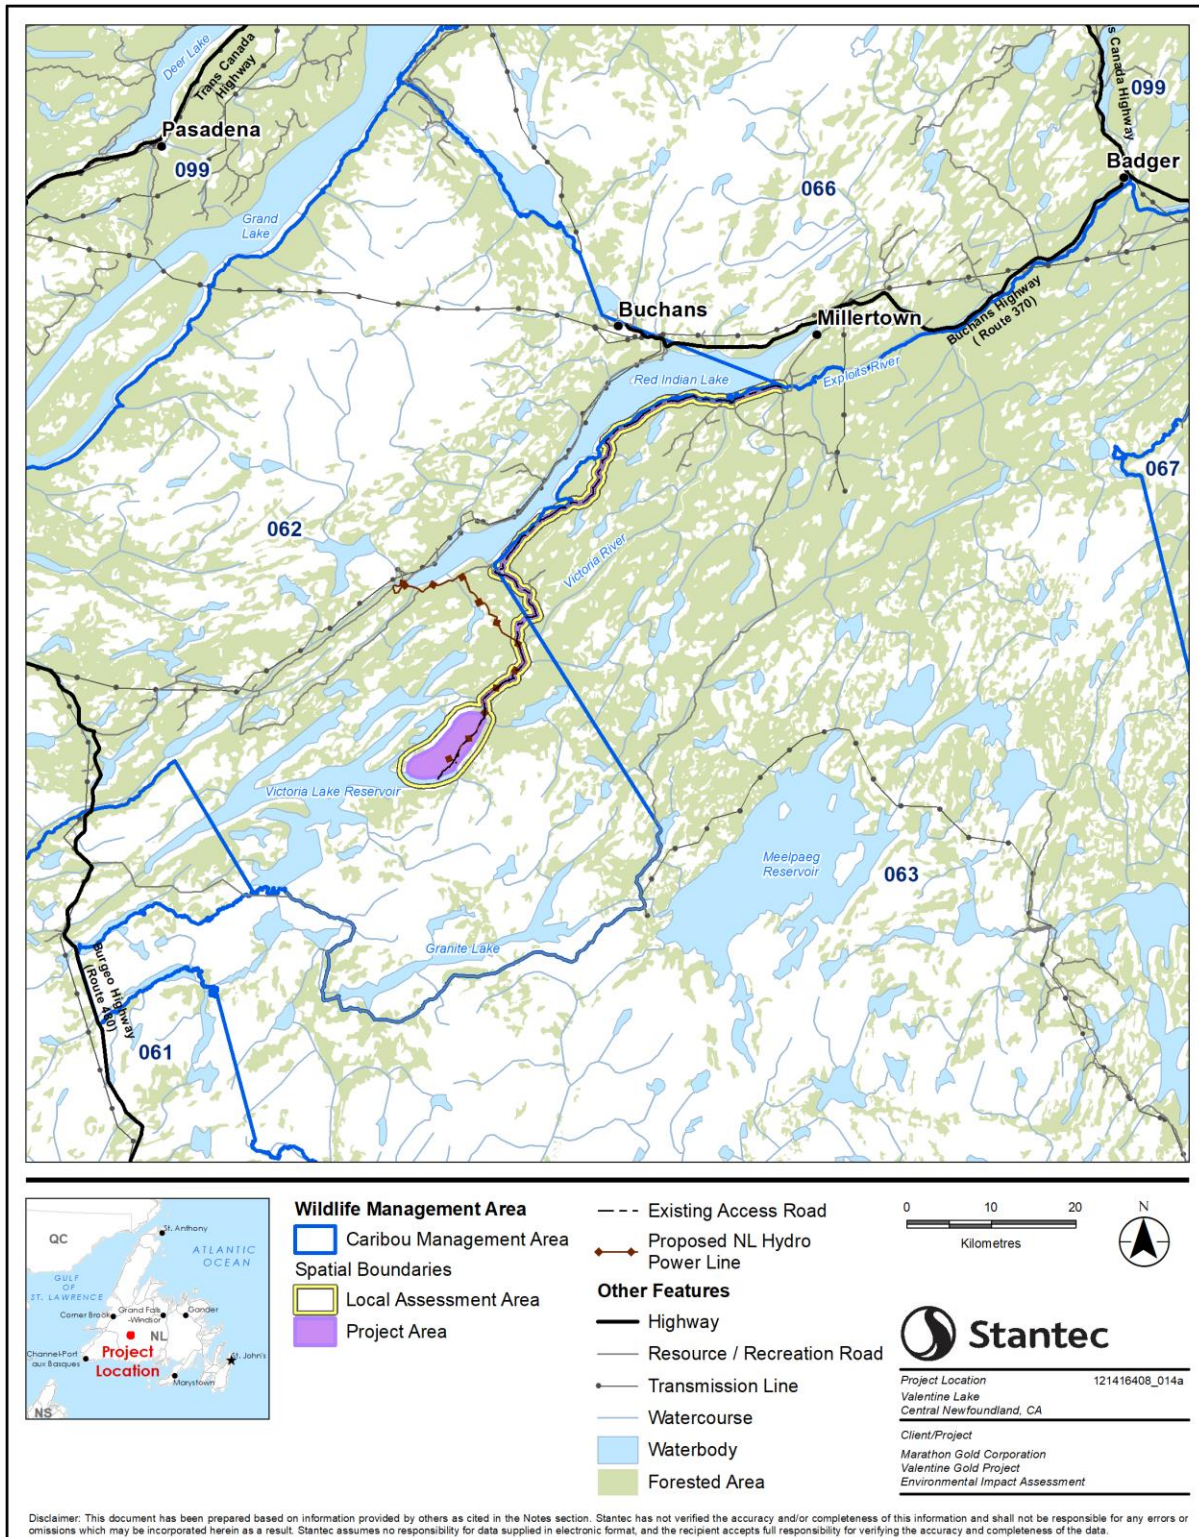 Deer Lake
Trans Canada
Highway
Pasadena
099
Grand
Lake
066
s Canada Highway
099
Badger
Buchans
Millertown
Buchans Highway
( Route 370)
Red Indian Lake
Exploits River
067
062
Victoria River
Victoria Lake Reservoir
Meelpaeg
Reservoir
063
Granite Lake
Burgeo Highway
(Route 480)
061
QC
St. Anthony
ATLANTIC
OCEAN
GULF
OF
ST. LAWRENCE
Corner Brook
Grand Falls
-Windsor
Gander
NL
Project
Location
Channel-Port
aux Basques
St. John's
Marystown
NS
Wildlife Management Area
Caribou Management Area
Spatial Boundaries
Local Assessment Area
Project Area
Existing Access Road
Proposed NL Hydro
Power Line
Other Features
Highway
Resource / Recreation Road
Transmission Line
Watercourse
Waterbody
Forested Area
0 10 20
Kilometres
N
Stantec
Project Location 121416408_014a
Valentine Lake
Central Newfoundland, CA
Client/Project
Marathon Gold Corporation
Valentine Gold Project
Environmental Impact Assessment
Disclaimer: This document has been prepared based on information provided by others as cited in the Notes section. Stantec has not verified the accuracy and/or completeness of this information and shall not be responsible for any errors or
omissions which may be incorporated herein as a result. Stantec assumes no responsibility for data supplied in electronic format, and the recipient accepts full responsibility for verifying the accuracy and completeness of the data.